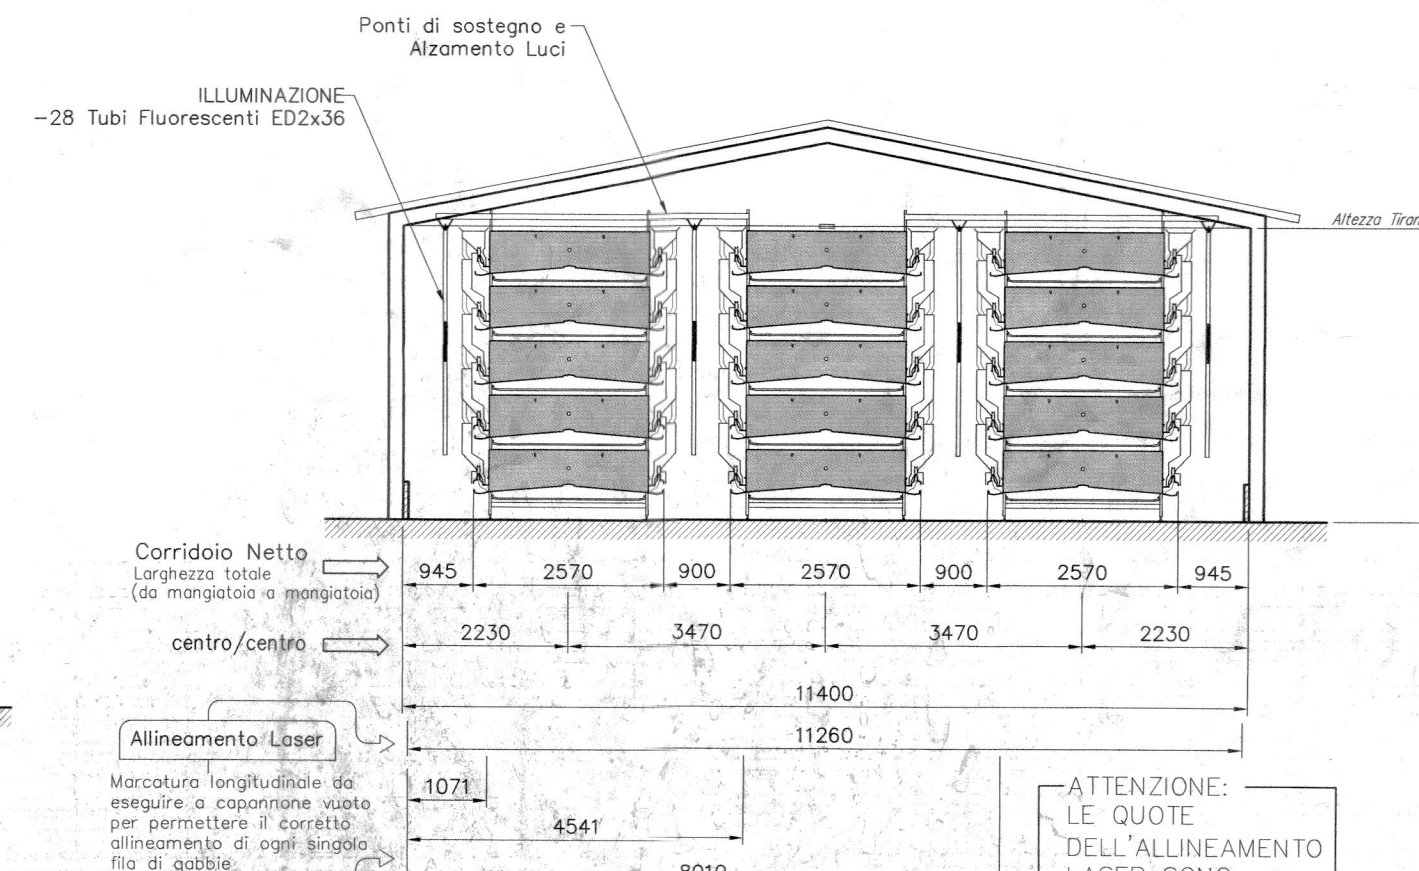 Ponti di sostegno e
Alzamento Luci
ILLUMINAZIONE
-28 Tubi Fluorescenti ED2x36
Altezza
Corridoio Netto
Larghezza totale
(da mangiatoia a mangiatoia)
945 2570 900 2570 900 2570 945
centro/centro
2230 3470 3470 2230
11400
Allineamento Laser
11260
Marcatura longitudinale da
eseguire a capannone vuoto
per permettere il corretto
allineamento di ogni singola
fila di gabbie
1071
4541
8010
ATTENZIONE:
LE QUOTE
DELL'ALLINEAMENTO
LASER SONO